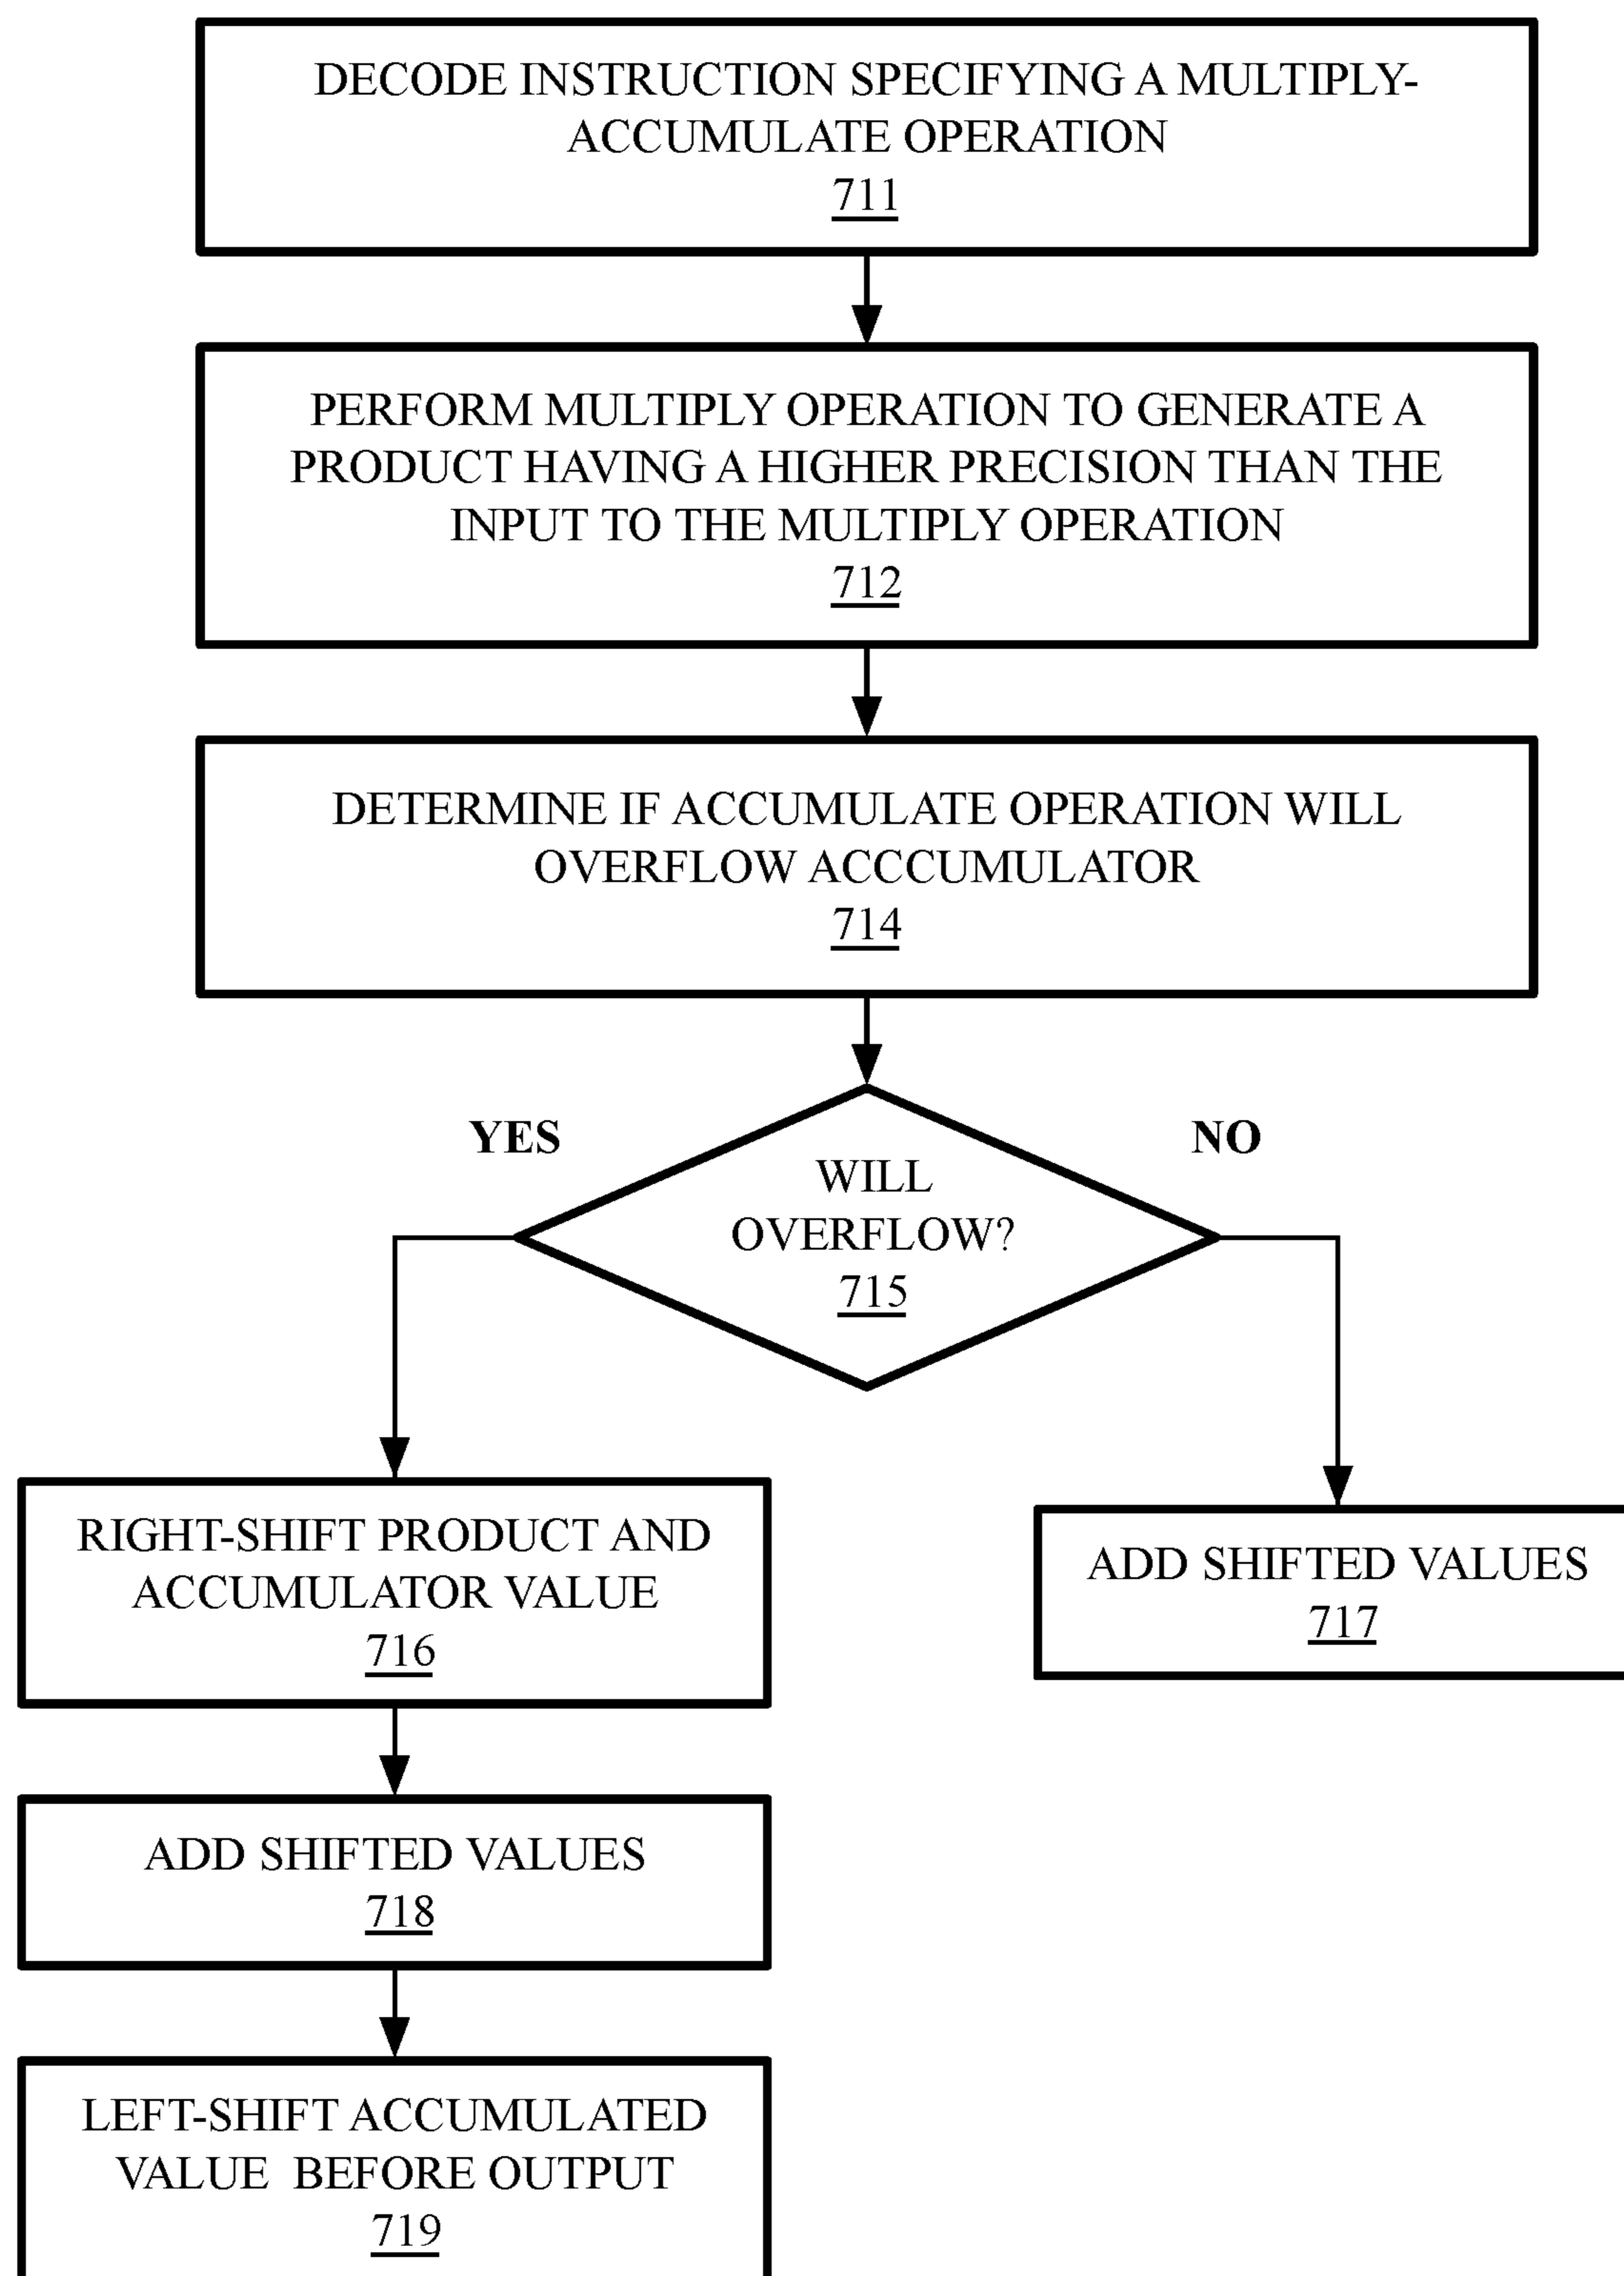 DECODE INSTRUCTION SPECIFYING A MULTIPLY-
ACCUMULATE OPERATION
711
PERFORM MULTIPLY OPERATION TO GENERATE A
PRODUCT HAVING A HIGHER PRECISION THAN THE
INPUT TO THE MULTIPLY OPERATION
712
DETERMINE IF ACCUMULATE OPERATION WILL
OVERFLOW ACCCUMULATOR
714
YES
NO
WILL
OVERFLOW?
715
RIGHT-SHIFT PRODUCT AND
ACCUMULATOR VALUE
716
ADD SHIFTED VALUES
717
ADD SHIFTED VALUES
718
LEFT-SHIFT ACCUMULATED
VALUE BEFORE OUTPUT
719